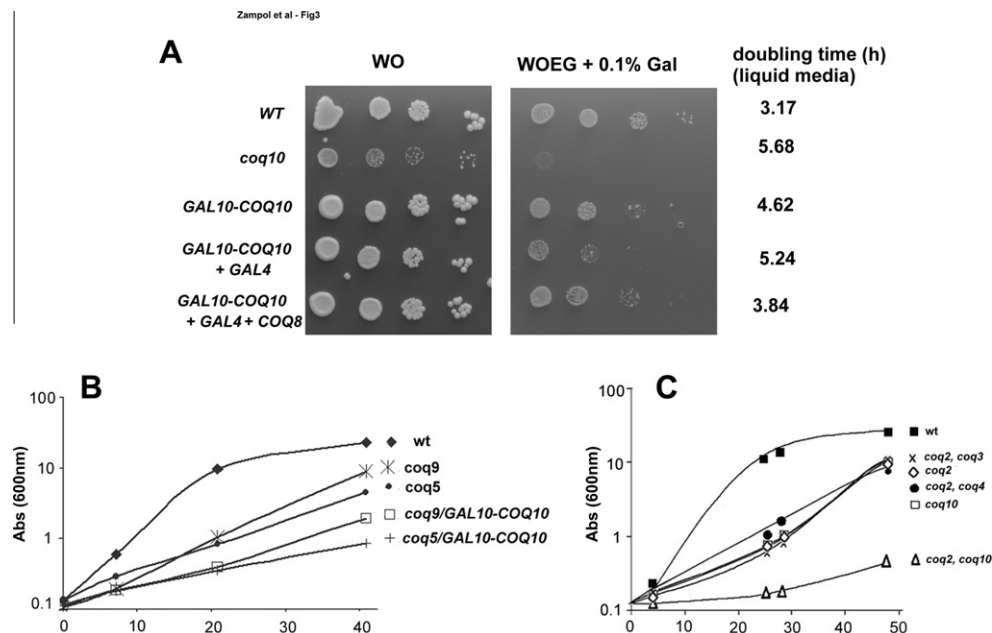 Zampol et al - Fig3
A
WO
WOEG + 0.1% Gal
doubling time (h)
(liquid media)
WT
3.17
coq10
5.68
GAL10-COQ10
4.62
GAL10-COQ10
+ GAL4
5.24
GAL10-COQ10
+ GAL4 + COQ8
3.84
B
Abs (600nm)
100
10
1
0.1
0
10
20
30
40
wt
coq9
coq5
coq9/GAL10-COQ10
coq5/GAL10-COQ10
C
Abs (600nm)
100
10
1
0.1
0
10
20
30
40
50
wt
coq2, coq3
coq2
coq2, coq4
coq10
coq2, coq10